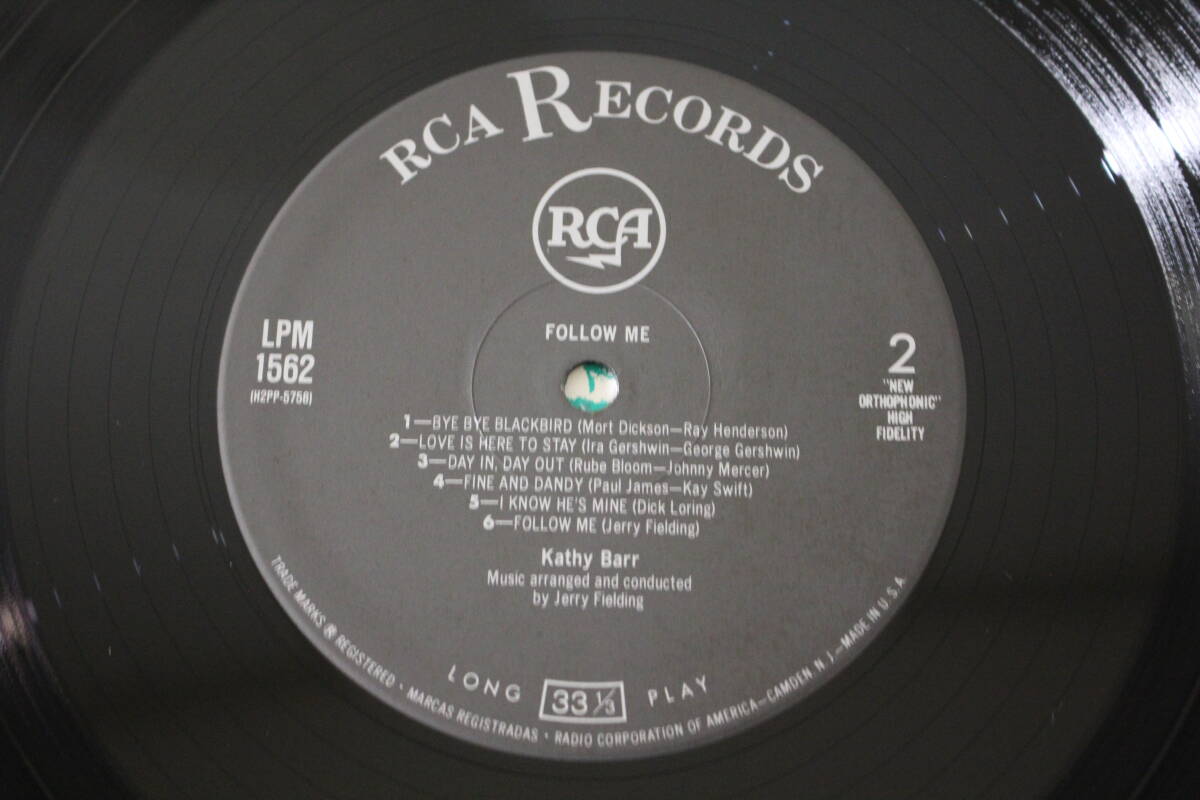 RCA RECORDS
RCA
FOLLOW ME
LPM
1562
(H2PP-5758)
2
"NEW
ORTHOPHONIC"
HIGH
FIDELITY
1—BYE BYE BLACKBIRD (Mort Dickson—Ray Henderson)
2—LOVE IS HERE TO STAY (Ira Gershwin—George Gershwin)
3—DAY IN, DAY OUT (Rube Bloom—Johnny Mercer)
4—FINE AND DANDY (Paul James—Kay Swift)
5—I KNOW HE'S MINE (Dick Loring)
6—FOLLOW ME (Jerry Fielding)
Kathy Barr
Music arranged and conducted
by Jerry Fielding
LONG 33 1/3 PLAY
TRADE MARKS ® REGISTERED • MARCAS REGISTRADAS • RADIO CORPORATION OF AMERICA—CAMDEN, N. J.—MADE IN U.S.A.